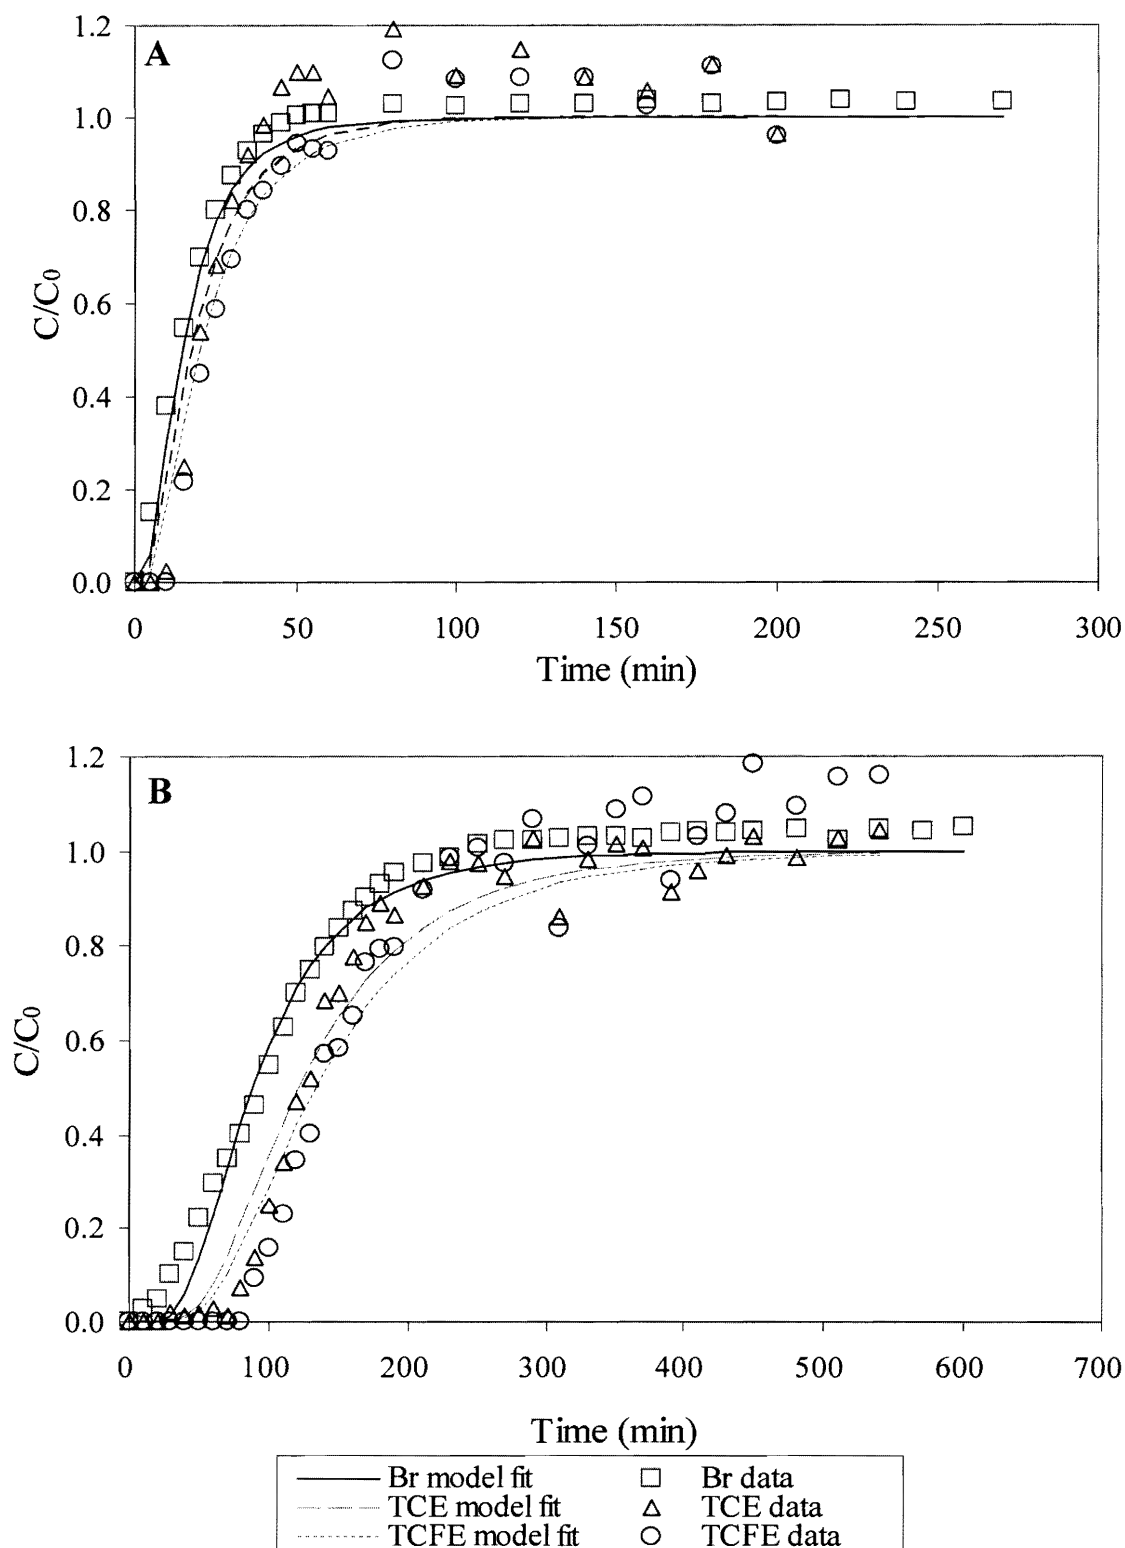 1.2
A
1.0
0.8
0.6
0.4
0.2
0.0
C/C0
0 50 100 150 200 250 300
Time (min)
1.2
B
1.0
0.8
0.6
0.4
0.2
0.0
C/C0
0 100 200 300 400 500 600 700
Time (min)
Br model fit Br data
TCE model fit TCE data
TCFE model fit TCFE data